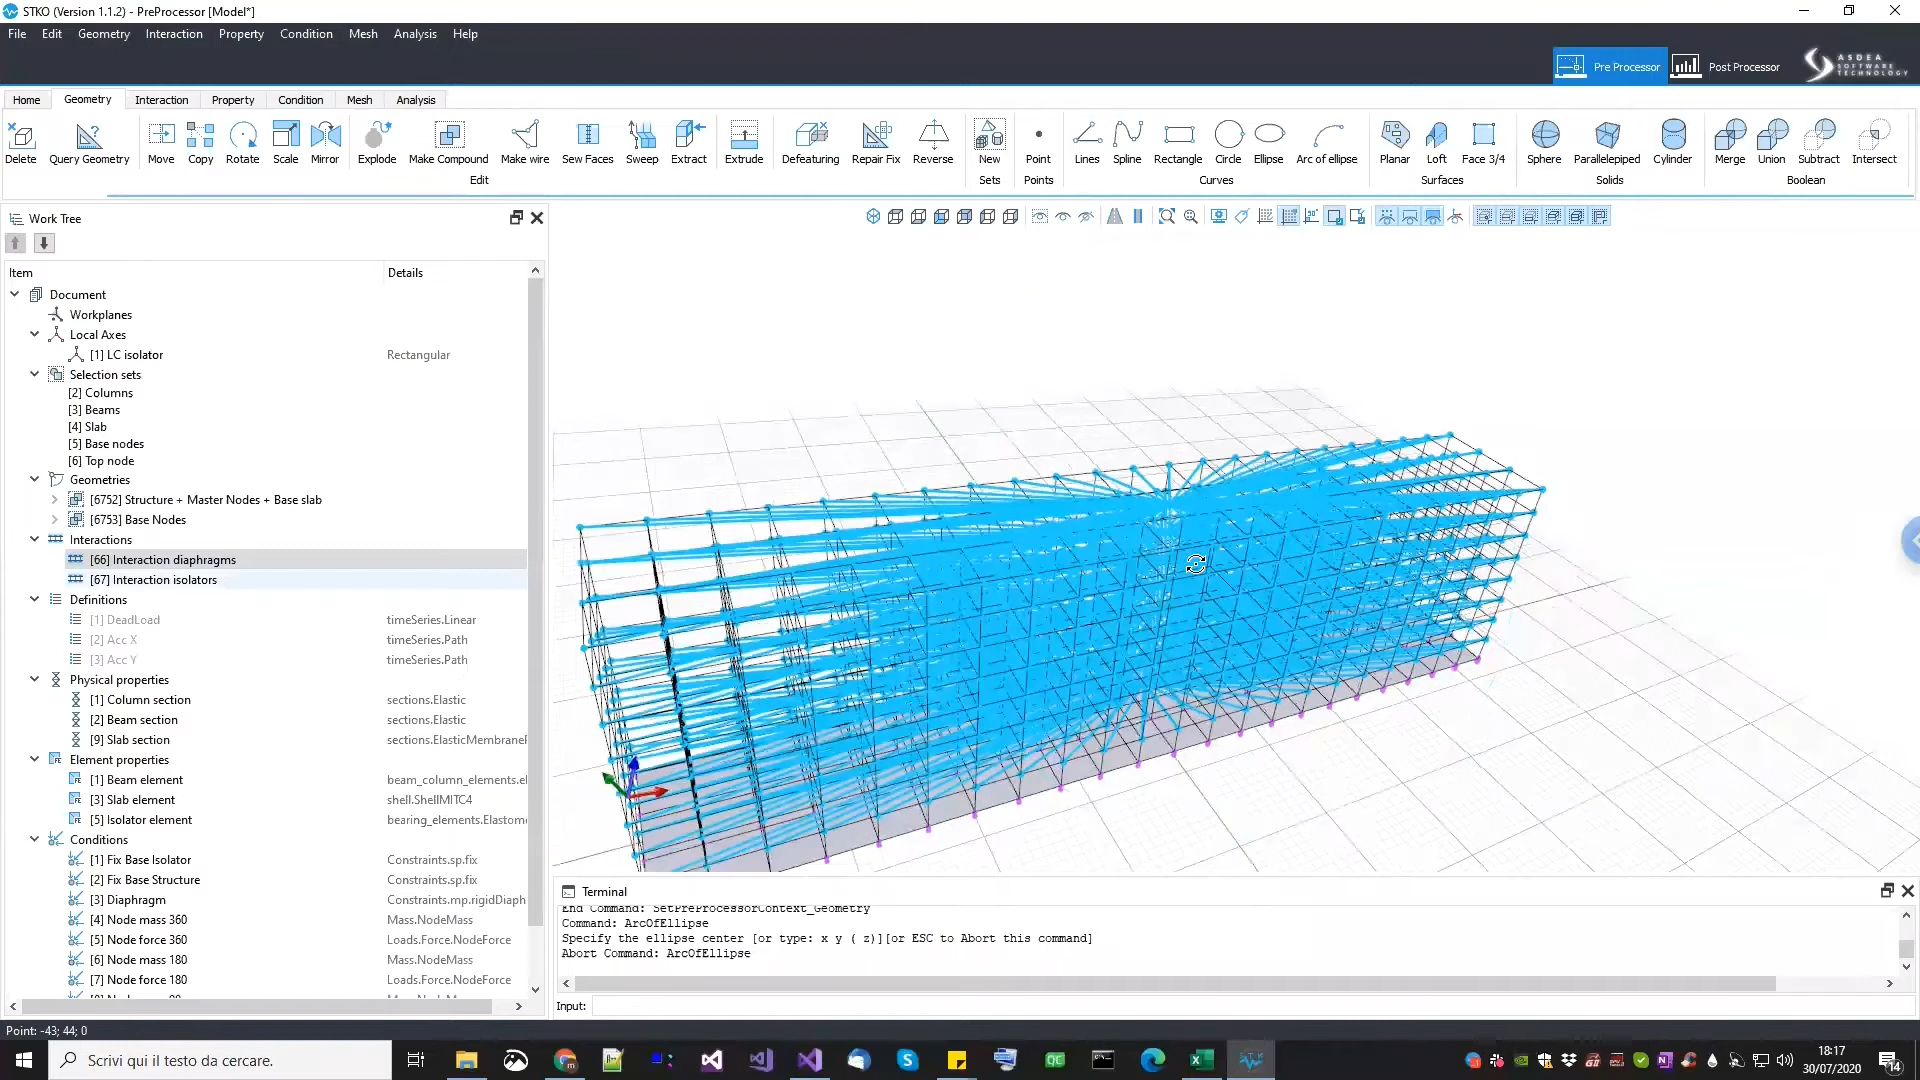 STKO (Version 1.1.2) - PreProcessor [Model*]
File Edit Geometry Interaction Property Condition Mesh Analysis Help
Pre Processor Post Processor
ASDEA
SOFTWARE
TECHNOLOGY
Home Geometry Interaction Property Condition Mesh Analysis
Delete Query Geometry Move Copy Rotate Scale Mirror Explode Make Compound Make wire Sew Faces Sweep Extract Extrude Defeaturing Repair Fix Reverse New Point Lines Spline Rectangle Circle Ellipse Arc of ellipse Planar Loft Face 3/4 Sphere Parallelepiped Cylinder Merge Union Subtract Intersect
Edit Sets Points Curves Surfaces Solids Boolean
Work Tree
Item Details
Document
Workplanes
Local Axes
[1] LC isolator Rectangular
Selection sets
[2] Columns
[3] Beams
[4] Slab
[5] Base nodes
[6] Top node
Geometries
[6752] Structure + Master Nodes + Base slab
[6753] Base Nodes
Interactions
[66] Interaction diaphragms
[67] Interaction isolators
Definitions
[1] DeadLoad timeSeries.Linear
[2] Acc X timeSeries.Path
[3] Acc Y timeSeries.Path
Physical properties
[1] Column section sections.Elastic
[2] Beam section sections.Elastic
[9] Slab section sections.ElasticMembraneF
Element properties
[1] Beam element beam_column_elements.el
[3] Slab element shell.ShellMITC4
[5] Isolator element bearing_elements.Elastome
Conditions
[1] Fix Base Isolator Constraints.sp.fix
[2] Fix Base Structure Constraints.sp.fix
[3] Diaphragm Constraints.mp.rigidDiaph
[4] Node mass 360 Mass.NodeMass
[5] Node force 360 Loads.Force.NodeForce
[6] Node mass 180 Mass.NodeMass
[7] Node force 180 Loads.Force.NodeForce
Terminal
End Command: SetPreProcessorContext_Geometry
Command: ArcOfEllipse
Specify the ellipse center [or type: x y ( z)][or ESC to Abort this command]
Abort Command: ArcOfEllipse
Input:
Point: -43; 44; 0
Scrivi qui il testo da cercare.
18:17
30/07/2020
14